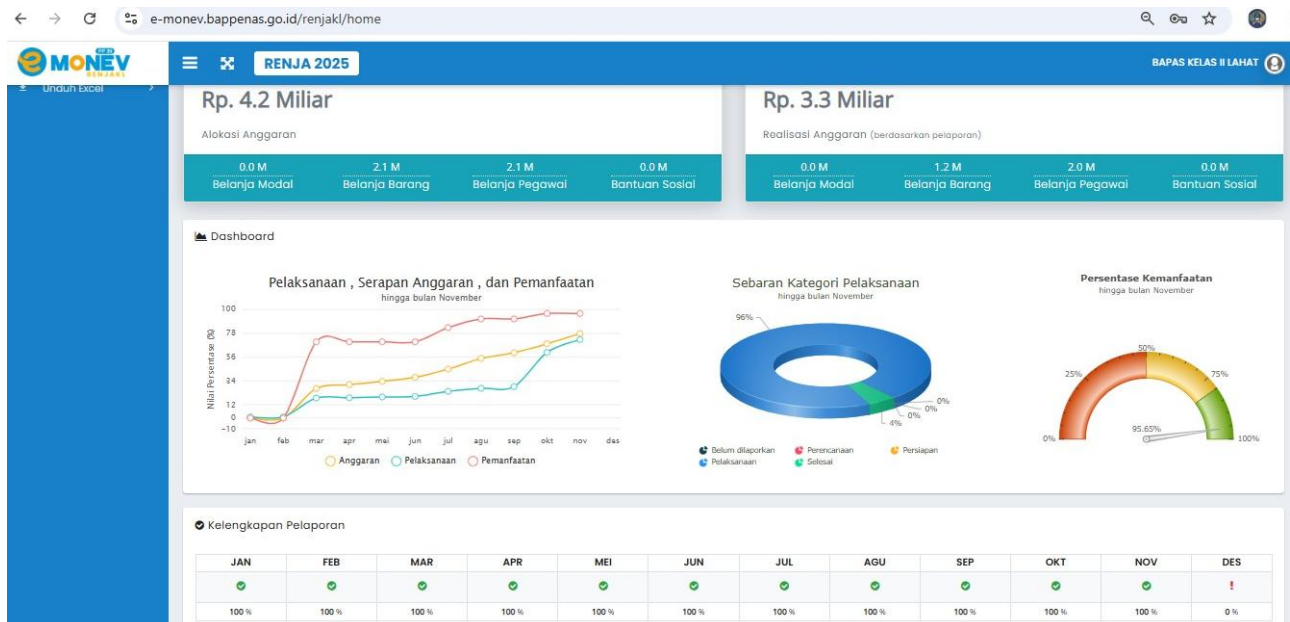 e-monev.bappenas.go.id/renjakl/home
e MONEV
PP 39
RENJAKL
RENJA 2025
BAPAS KELAS II LAHAT
Unduh Excel
Rp. 4.2 Miliar
Alokasi Anggaran
0.0 M 2.1 M 2.1 M 0.0 M
Belanja Modal Belanja Barang Belanja Pegawai Bantuan Sosial
Rp. 3.3 Miliar
Realisasi Anggaran (berdasarkan pelaporan)
0.0 M 1.2 M 2.0 M 0.0 M
Belanja Modal Belanja Barang Belanja Pegawai Bantuan Sosial
Dashboard
Pelaksanaan , Serapan Anggaran , dan Pemanfaatan
hingga bulan November
Nilai Persentase (%)
100
78
56
34
12
0
-10
jan feb mar apr mei jun jul agu sep okt nov des
Anggaran Pelaksanaan Pemanfaatan
Sebaran Kategori Pelaksanaan
hingga bulan November
96%
0%
0%
0%
4%
Belum dilaporkan Perencanaan Persiapan
Pelaksanaan Selesai
Persentase Kemanfaatan
hingga bulan November
50%
25% 75%
95.65%
0% 100%
Kelengkapan Pelaporan
JAN FEB MAR APR MEI JUN JUL AGU SEP OKT NOV DES
100 % 100 % 100 % 100 % 100 % 100 % 100 % 100 % 100 % 100 % 100 % 0 %